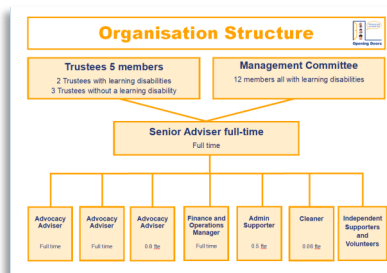 Organisation Structure
Opening Doors
Trustees 5 members
2 Trustees with learning disabilities
3 Trustees without a learning disability
Management Committee
12 members all with learning disabilities
Senior Adviser full-time
Full time
Advocacy
Adviser
Full time
Advocacy
Adviser
Full time
Advocacy
Adviser
0.9 fte
Finance and
Operations
Manager
Full time
Admin
Supporter
0.5 fte
Cleaner
0.06 fte
Independent
Supporters
and
Volunteers